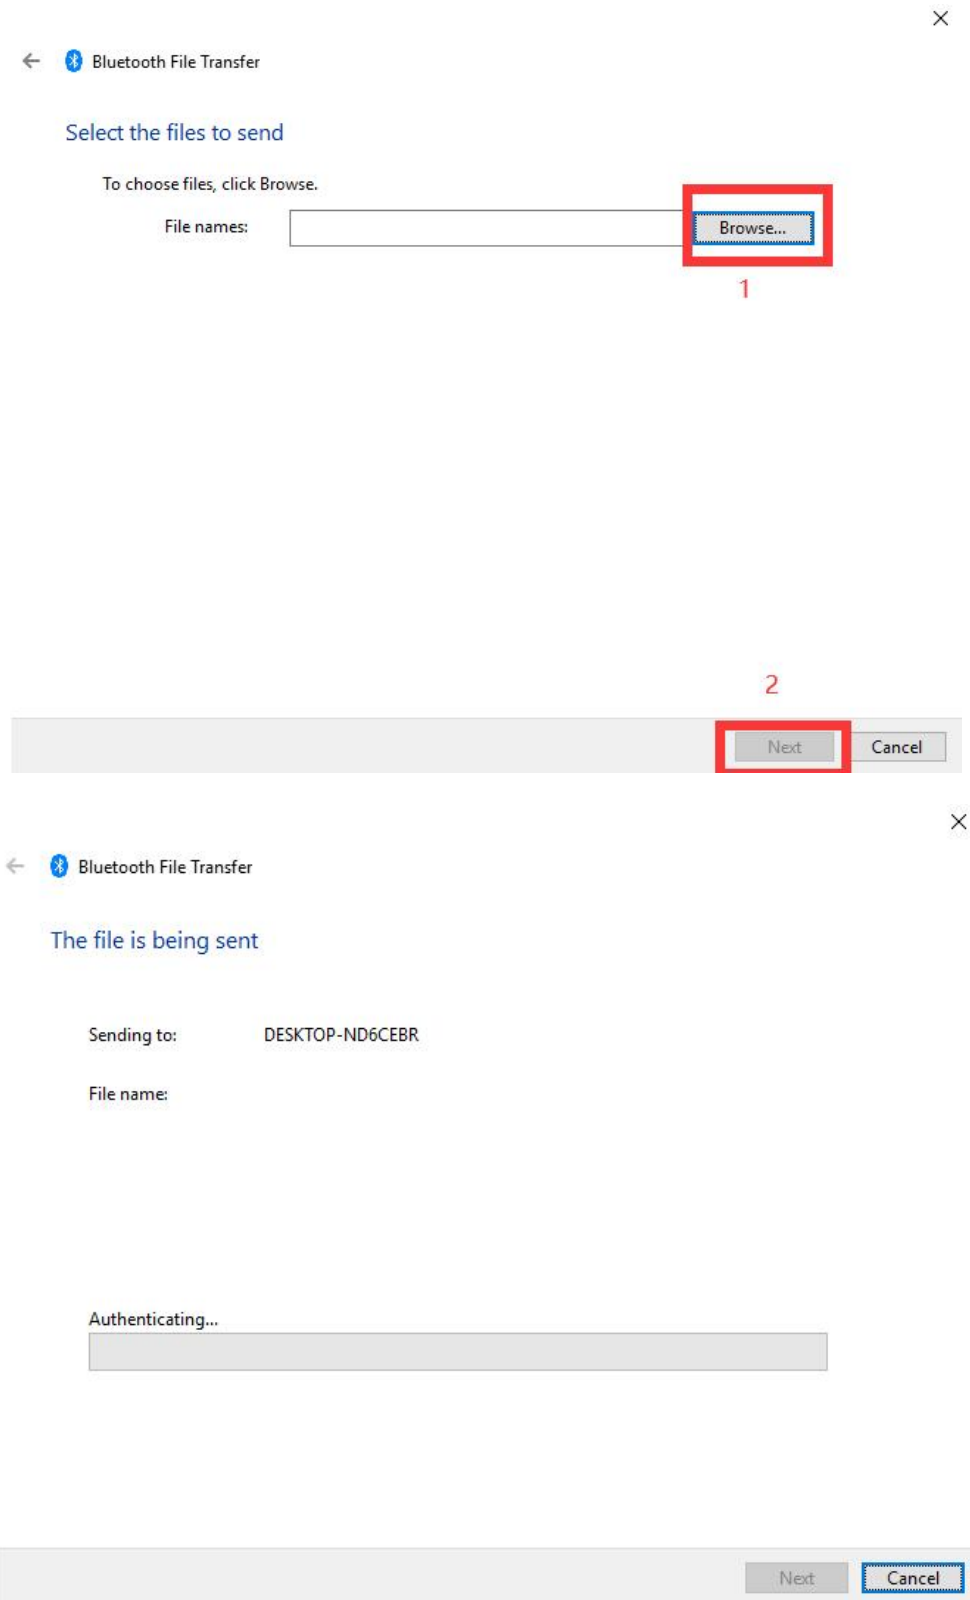 Bluetooth File Transfer
Select the files to send
To choose files, click Browse.
File names:
Browse...
1
2
Next
Cancel
Bluetooth File Transfer
The file is being sent
Sending to: DESKTOP-ND6CEBR
File name:
Authenticating...
Next
Cancel